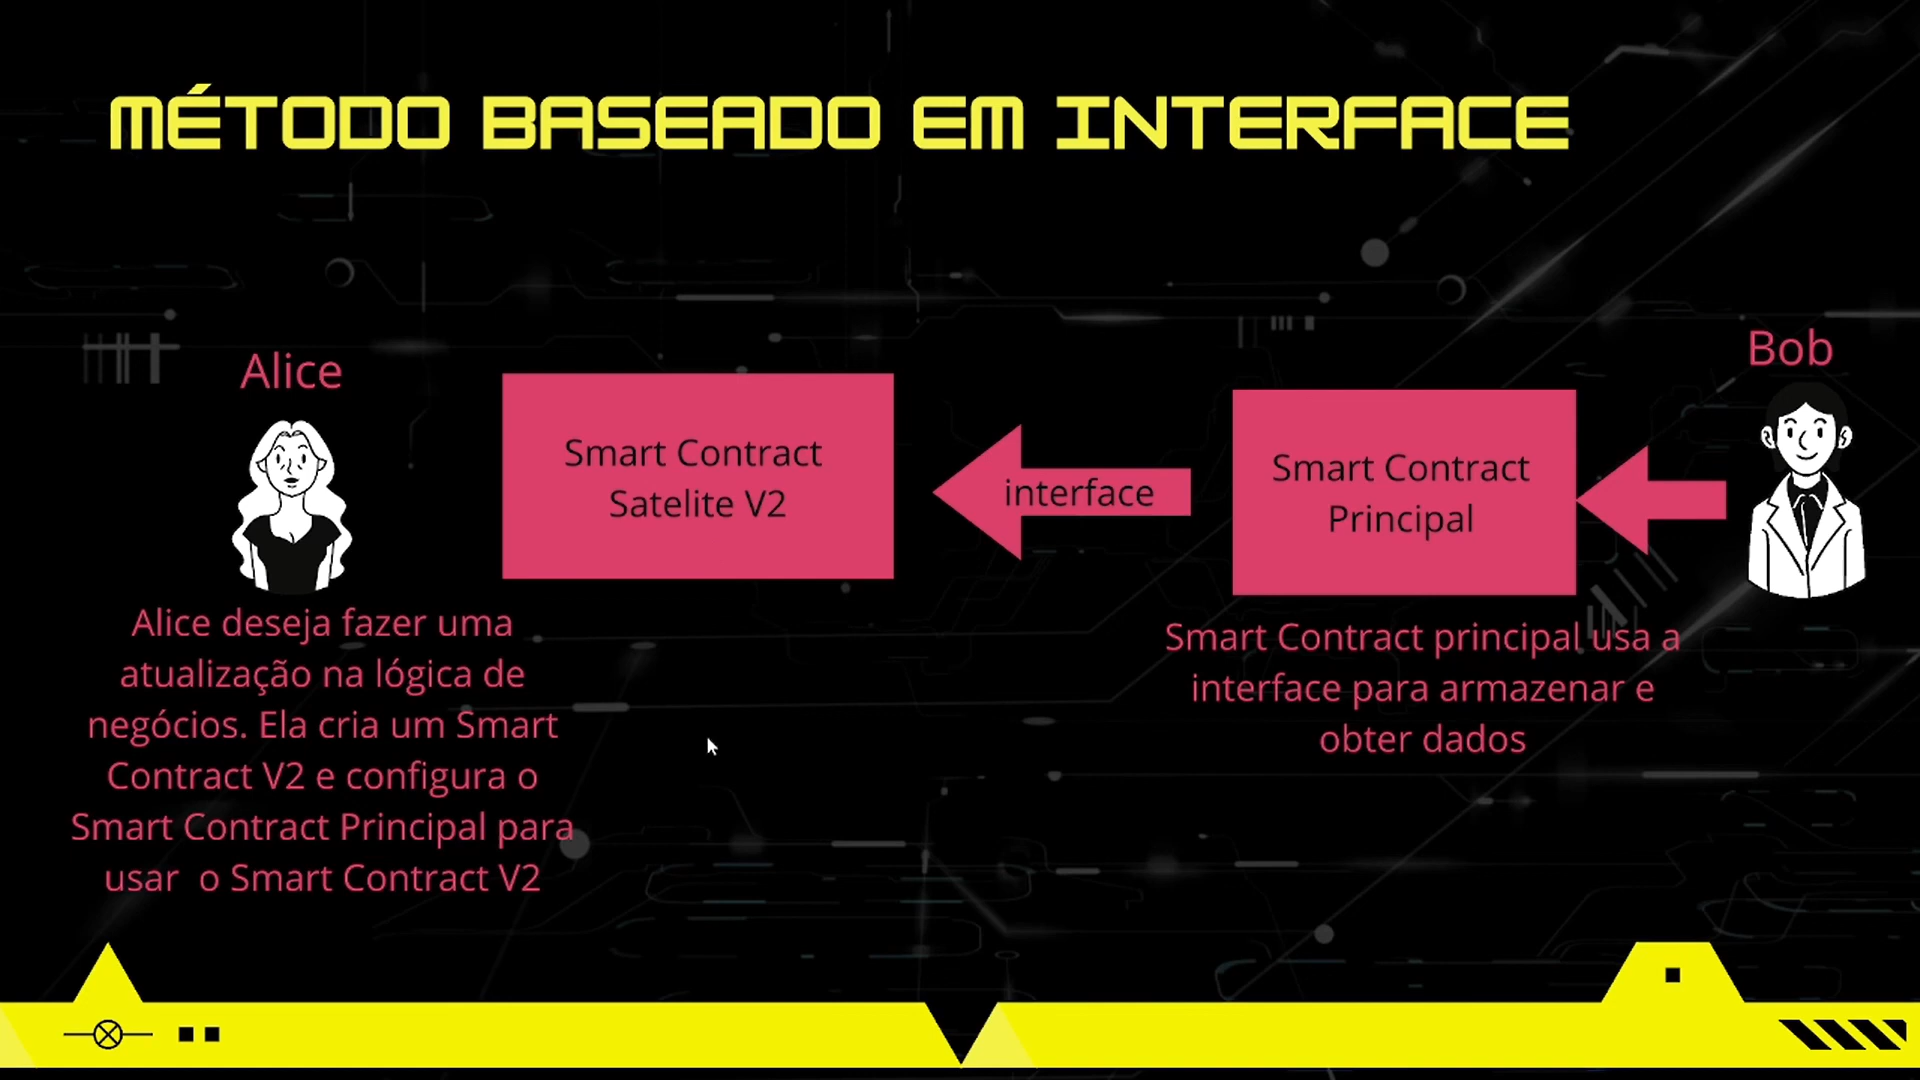 MÉTODO BASEADO EM INTERFACE
Alice
Smart Contract
Satelite V2
interface
Smart Contract
Principal
Bob
Alice deseja fazer uma
atualização na lógica de
negócios. Ela cria um Smart
Contract V2 e configura o
Smart Contract Principal para
usar  o Smart Contract V2
Smart Contract principal usa a
interface para armazenar e
obter dados